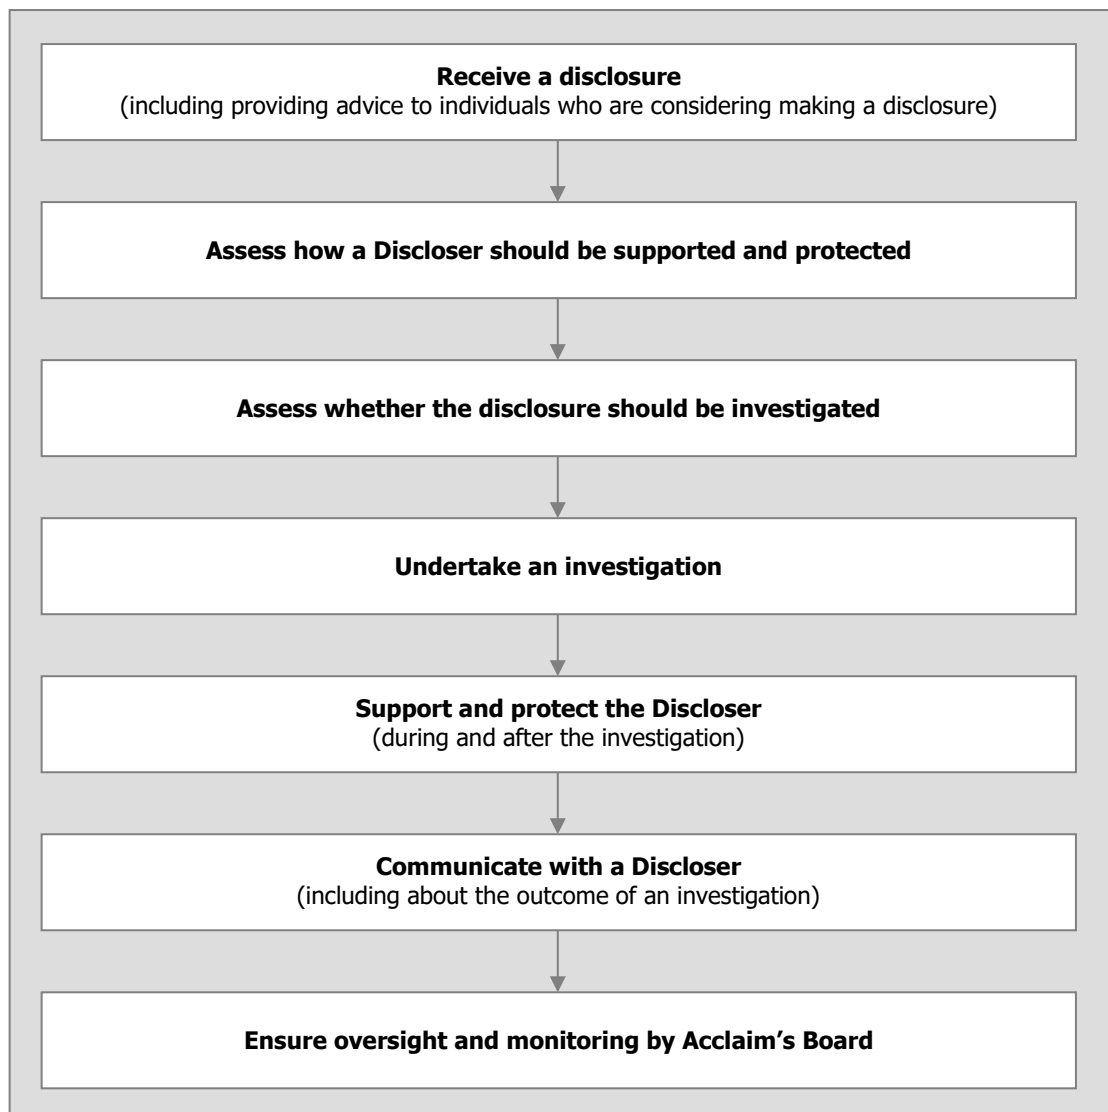 Receive a disclosure
(including providing advice to individuals who are considering making a disclosure)
Assess how a Discloser should be supported and protected
Assess whether the disclosure should be investigated
Undertake an investigation
Support and protect the Discloser
(during and after the investigation)
Communicate with a Discloser
(including about the outcome of an investigation)
Ensure oversight and monitoring by Acclaim’s Board